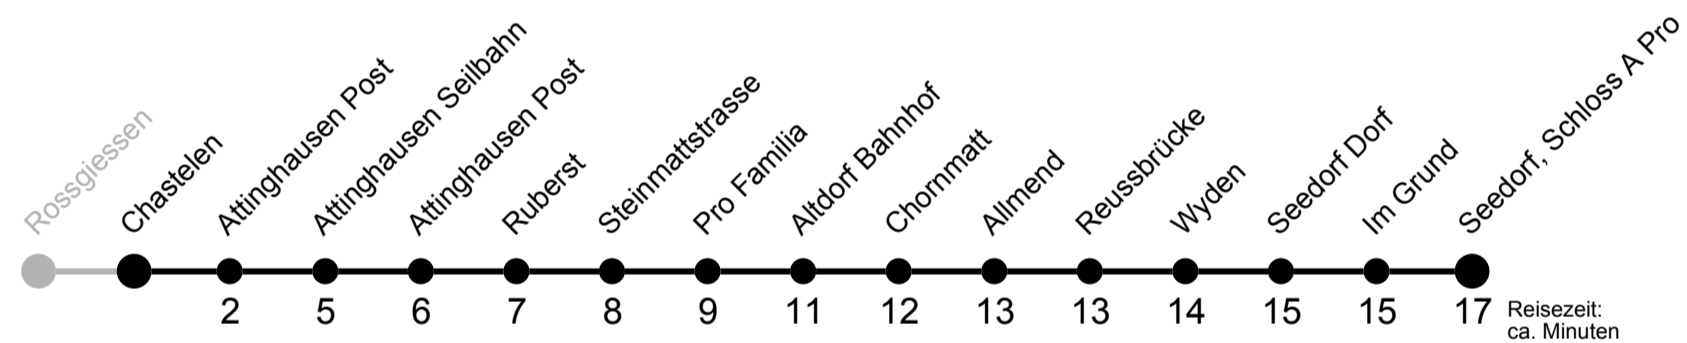 Rossgiessen
Chastelen
Attinghausen Post
Attinghausen Seilbahn
Attinghausen Post
Ruberst
Steinmattstrasse
Pro Familia
Altdorf Bahnhof
Chornmatt
Allmend
Reussbrücke
Wyden
Seedorf Dorf
Im Grund
Seedorf, Schloss A Pro
2 5 6 7 8 9 11 12 13 13 14 15 15 17
Reisezeit:
ca. Minuten